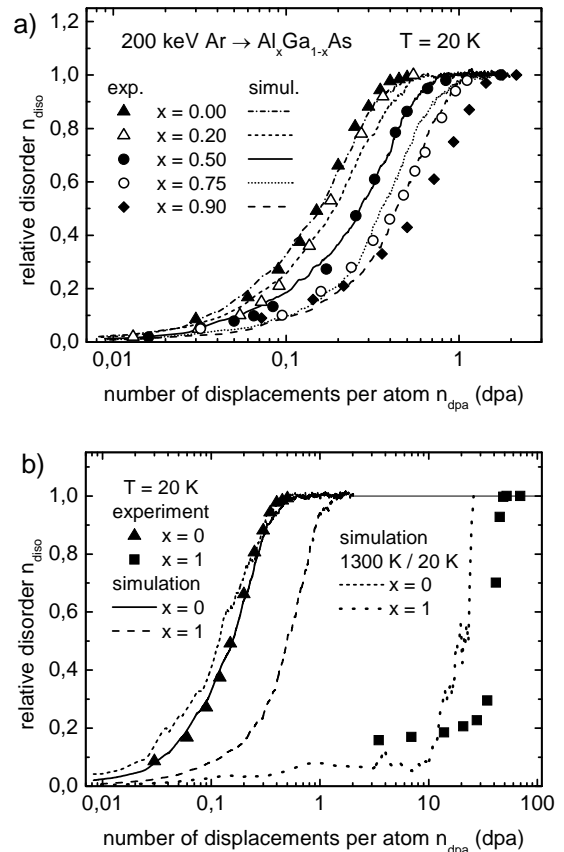 a)
200 keV Ar → AlxGa1-xAs T = 20 K
exp. simul.
x = 0.00
x = 0.20
x = 0.50
x = 0.75
x = 0.90
relative disorder ndiso
1,0
0,8
0,6
0,4
0,2
0,0
0,01 0,1 1
number of displacements per atom ndpa (dpa)
b)
T = 20 K
experiment
x = 0
x = 1
simulation
x = 0
x = 1
simulation
1300 K / 20 K
x = 0
x = 1
relative disorder ndiso
1,0
0,8
0,6
0,4
0,2
0,0
0,01 0,1 1 10 100
number of displacements per atom ndpa (dpa)